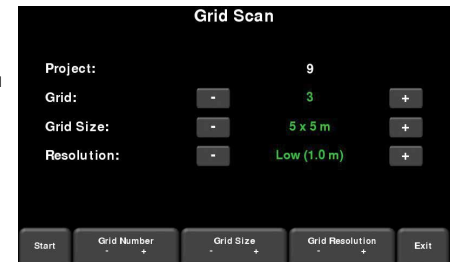 Grid Scan
Project: 9
Grid: - 3 +
Grid Size: - 5 x 5 m +
Resolution: - Low (1.0 m) +
Start Grid Number - + Grid Size - + Grid Resolution - + Exit